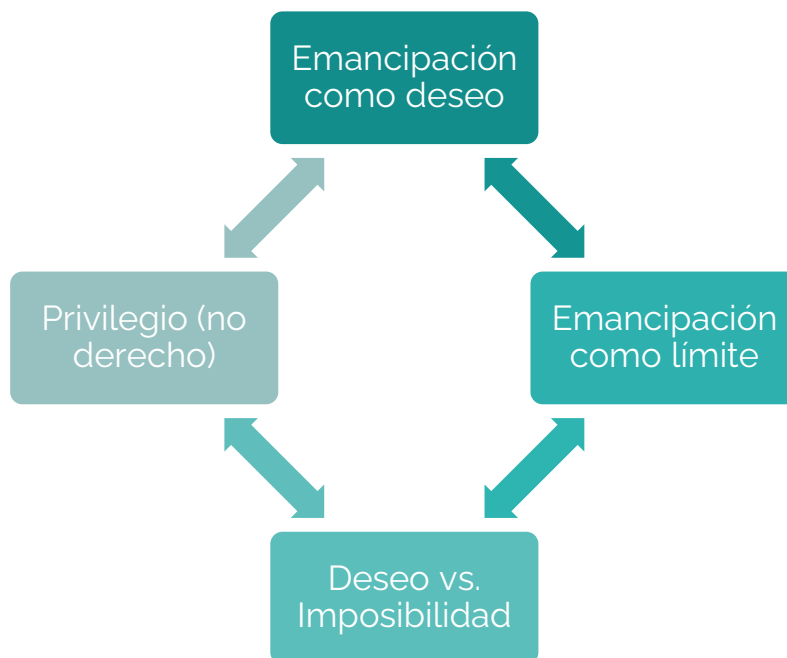 Emancipación
como deseo
Privilegio (no
derecho)
Emancipación
como límite
Deseo vs.
Imposibilidad